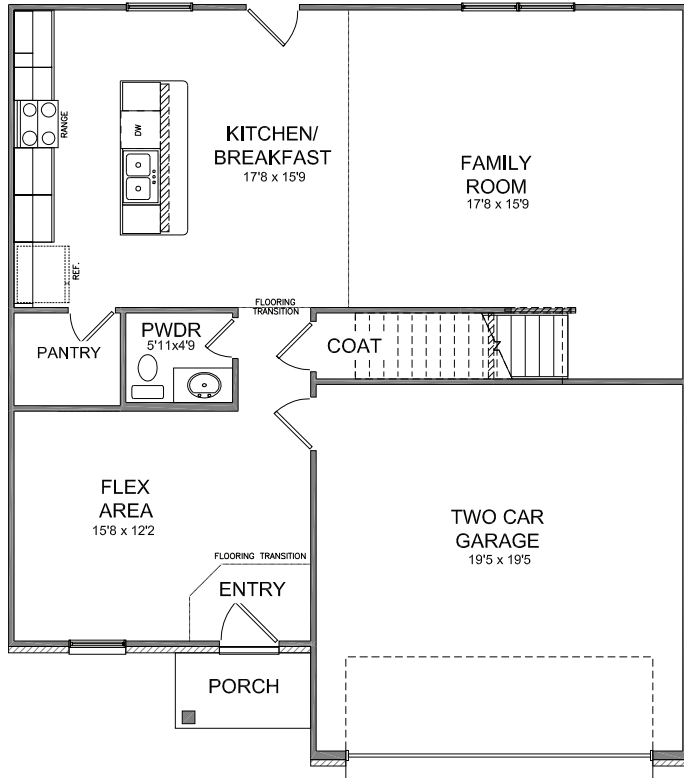 RANGE
DW
KITCHEN/
BREAKFAST
17'8 x 15'9
FAMILY
ROOM
17'8 x 15'9
REF.
FLOORING
TRANSITION
PANTRY
PWDR
5'11x4'9
COAT
FLEX
AREA
15'8 x 12'2
TWO CAR
GARAGE
19'5 x 19'5
FLOORING TRANSITION
ENTRY
PORCH